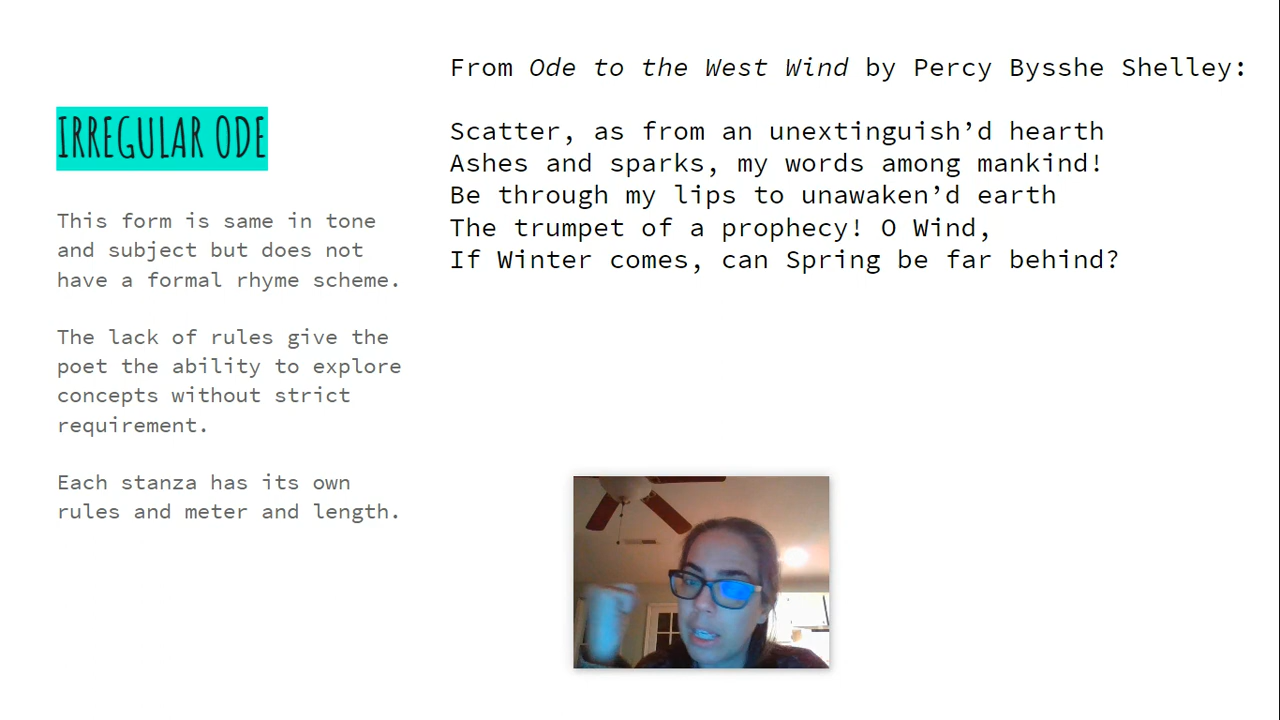 IRREGULAR ODE
This form is same in tone
and subject but does not
have a formal rhyme scheme.
The lack of rules give the
poet the ability to explore
concepts without strict
requirement.
Each stanza has its own
rules and meter and length.
From Ode to the West Wind by Percy Bysshe Shelley:
Scatter, as from an unextinguish’d hearth
Ashes and sparks, my words among mankind!
Be through my lips to unawaken’d earth
The trumpet of a prophecy! O Wind,
If Winter comes, can Spring be far behind?